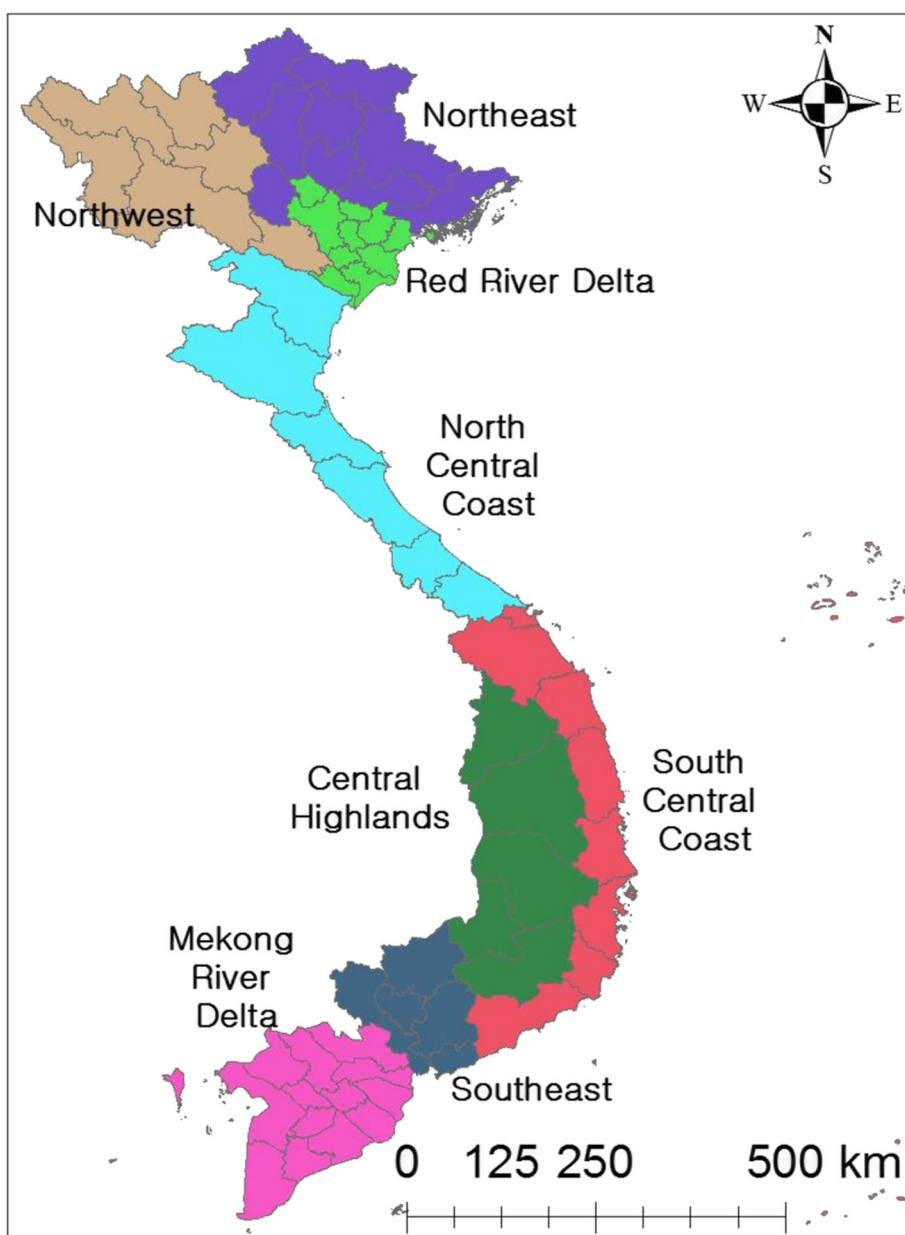 N
W E
S
Northeast
Northwest
Red River Delta
North
Central
Coast
Central
Highlands
South
Central
Coast
Mekong
River
Delta
Southeast
0 125 250 500 km